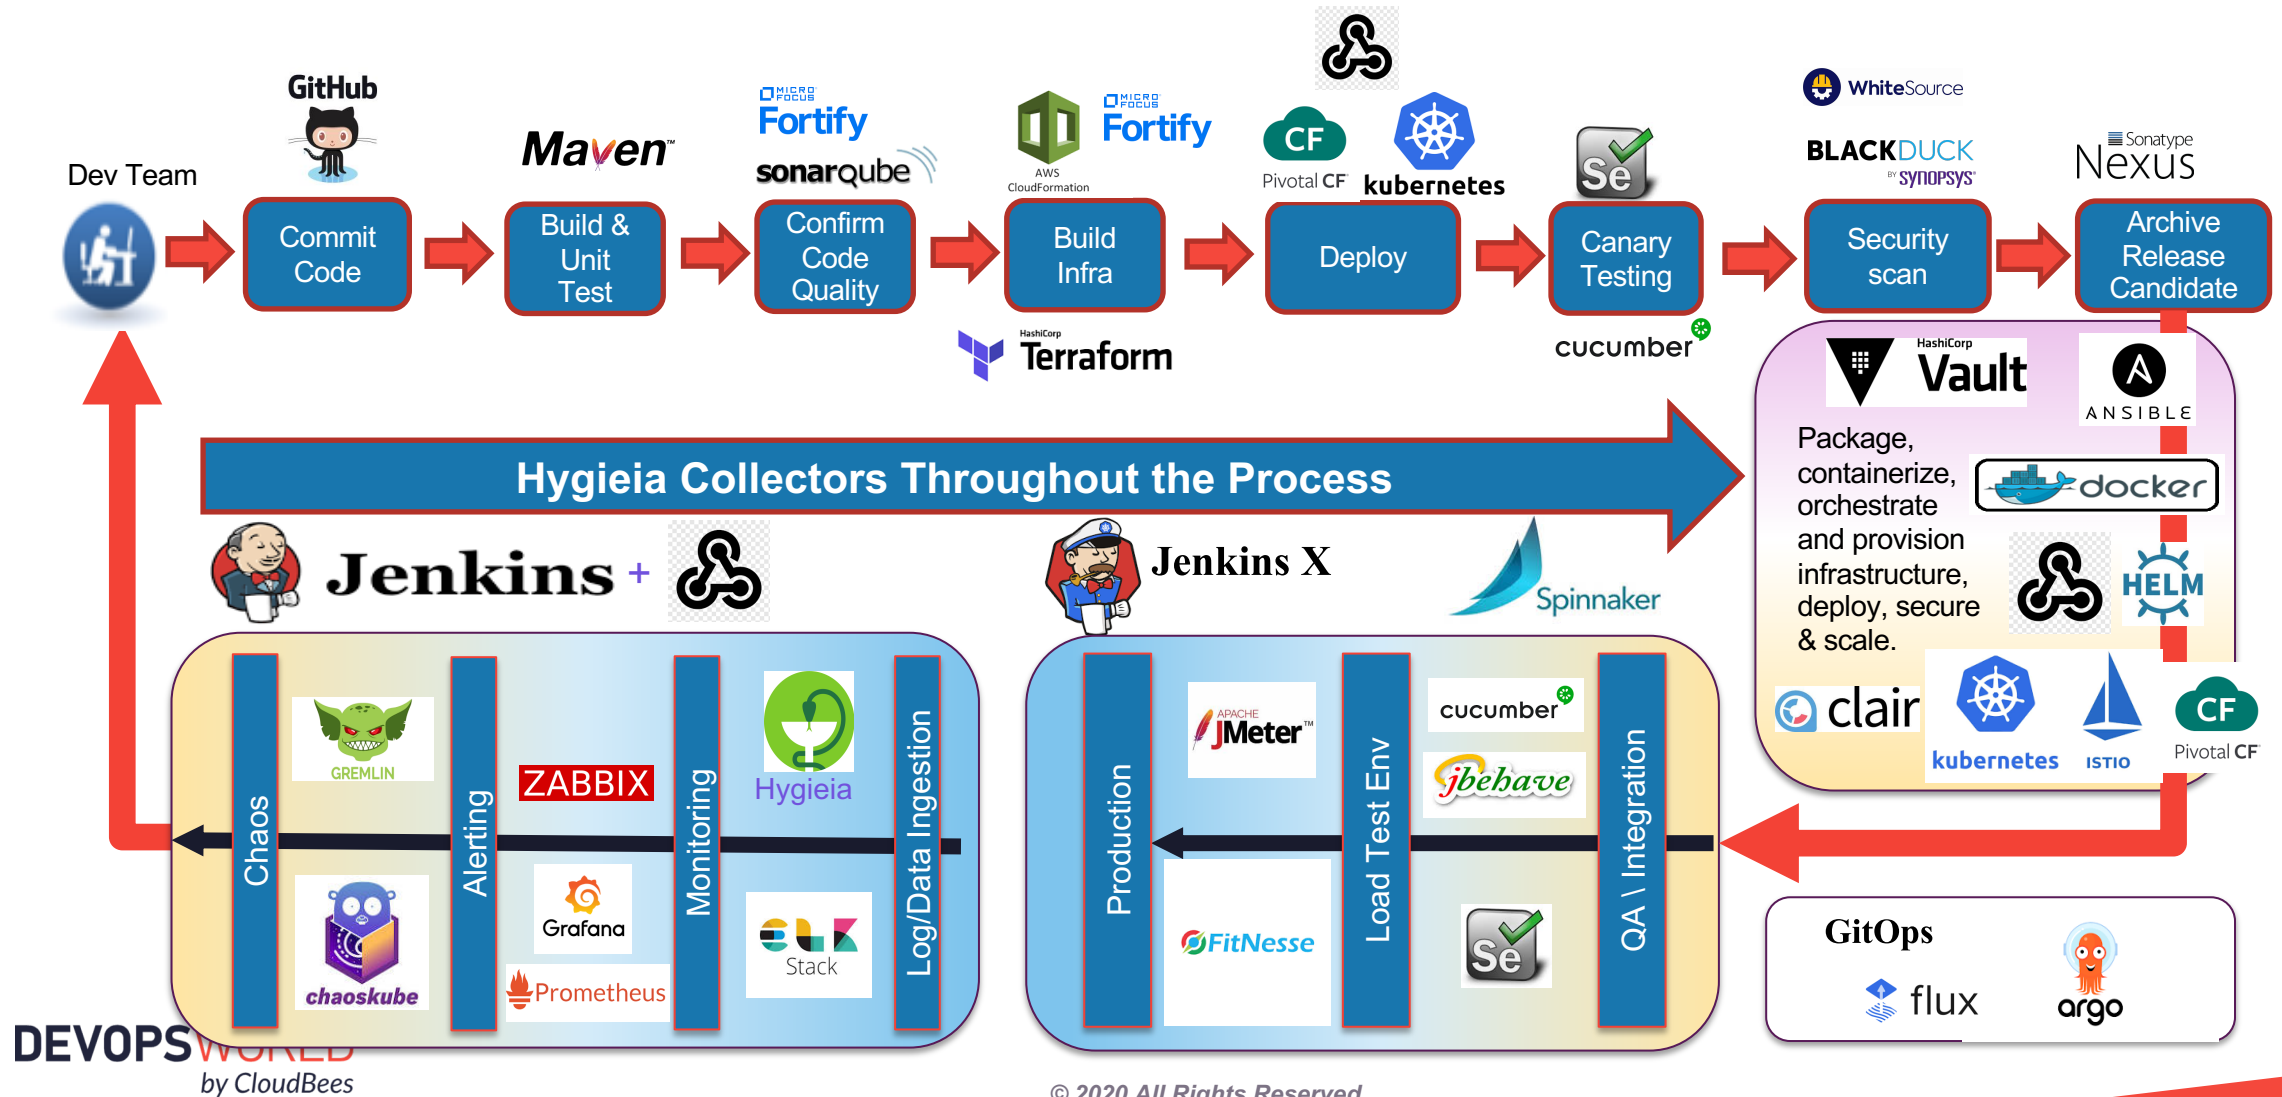 GitHub
Dev Team
Commit
Code
Maven™
Build &
Unit
Test
MICRO
FOCUS
Fortify
sonarqube
Confirm
Code
Quality
AWS
CloudFormation
MICRO
FOCUS
Fortify
Build
Infra
HashiCorp
Terraform
CF
Pivotal CF
kubernetes
Deploy
Se
Canary
Testing
cucumber
WhiteSource
BLACKDUCK
BY SYNOPSYS®
Security
scan
Sonatype
Nexus
Archive
Release
Candidate
Hygieia Collectors Throughout the Process
HashiCorp
Vault
ANSIBLE
Package,
containerize,
orchestrate
and provision
infrastructure,
deploy, secure
& scale.
docker
HELM
clair
kubernetes
ISTIO
CF
Pivotal CF
Jenkins +
Jenkins X
Spinnaker
Chaos
GREMLIN
chaoskube
Alerting
ZABBIX
Grafana
Prometheus
Monitoring
Hygieia
ELK
Stack
Log/Data Ingestion
Production
APACHE
JMeter™
FitNesse
Load Test Env
cucumber
jbehave
Se
QA \ Integration
GitOps
flux
argo
DEVOPS WORLD
by CloudBees
© 2020 All Rights Reserved